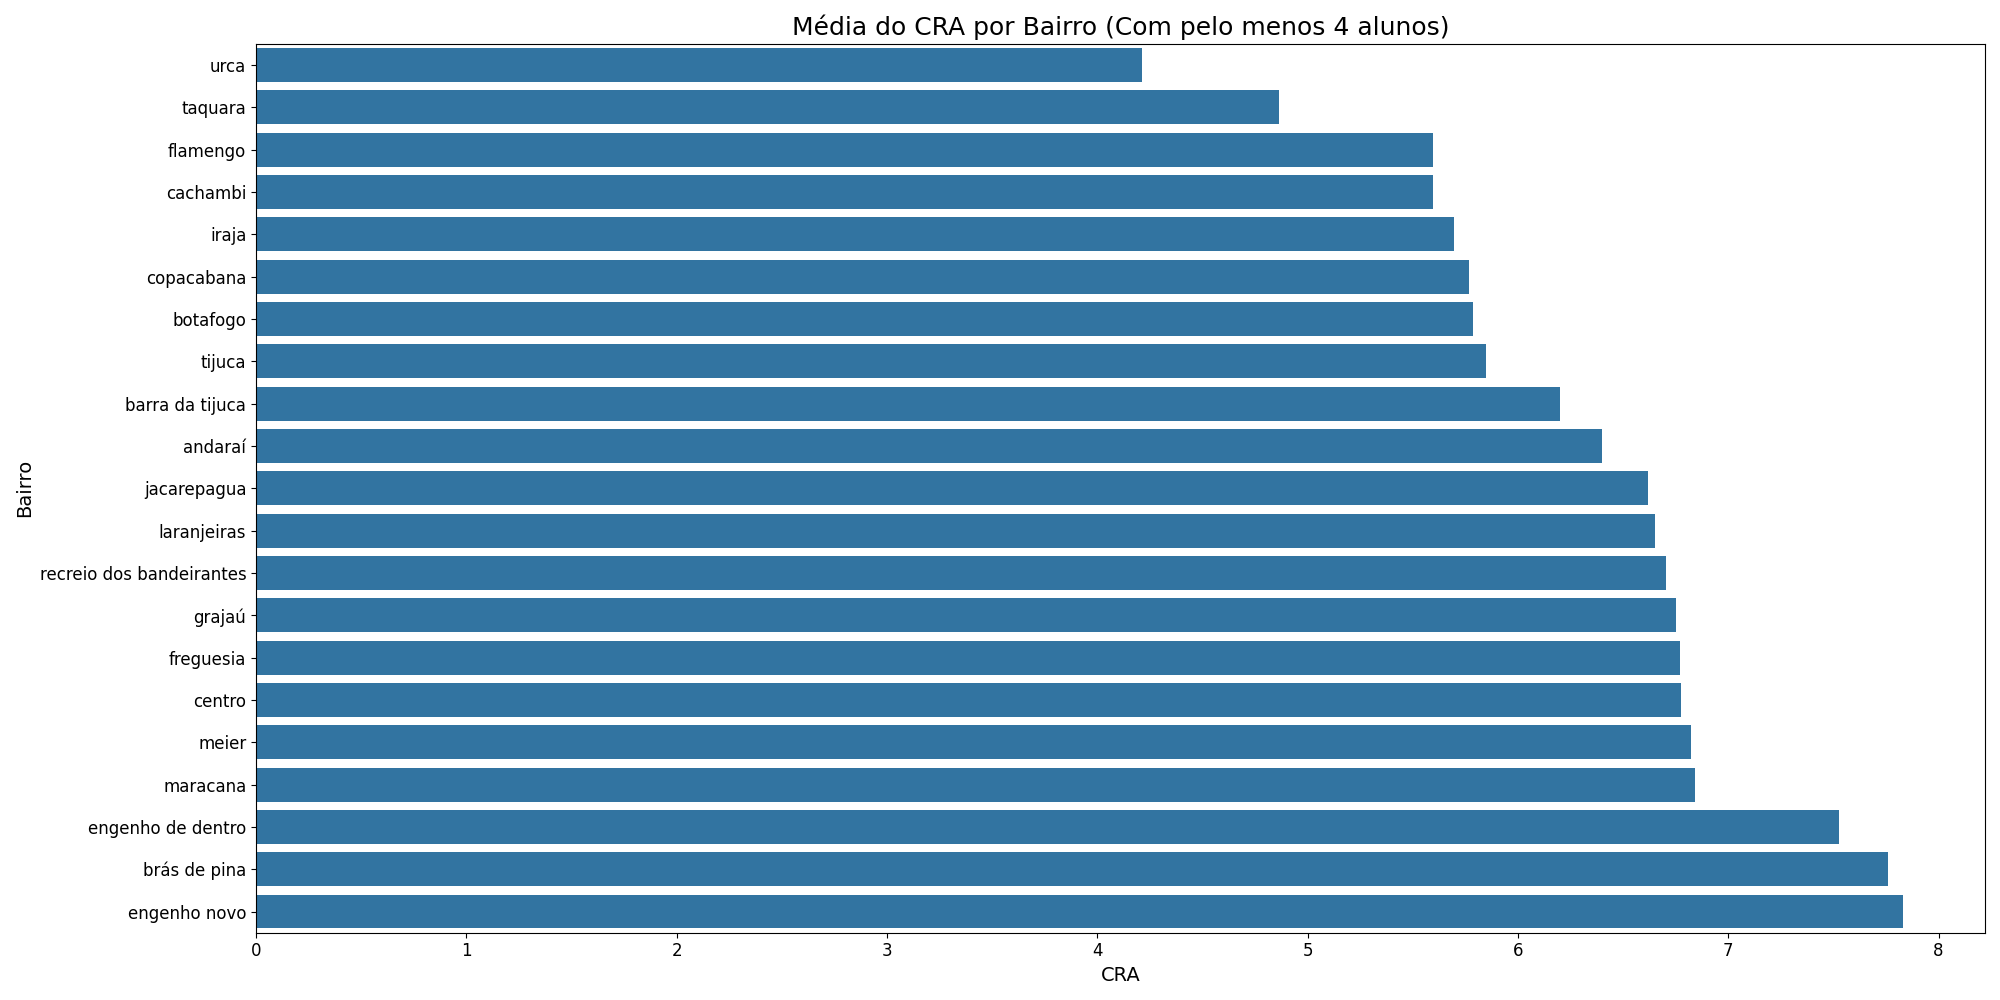 Média do CRA por Bairro (Com pelo menos 4 alunos)
Bairro
urca
taquara
flamengo
cachambi
iraja
copacabana
botafogo
tijuca
barra da tijuca
andaraí
jacarepagua
laranjeiras
recreio dos bandeirantes
grajaú
freguesia
centro
meier
maracana
engenho de dentro
brás de pina
engenho novo
0 1 2 3 4 5 6 7 8
CRA